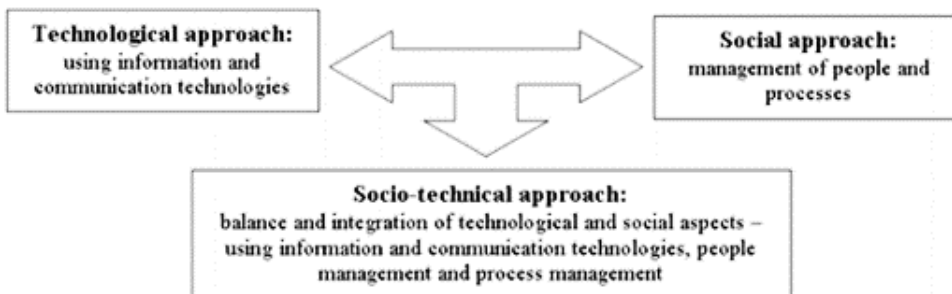 Technological approach:
using information and
communication technologies
Social approach:
management of people and
processes
Socio-technical approach:
balance and integration of technological and social aspects –
using information and communication technologies, people
management and process management